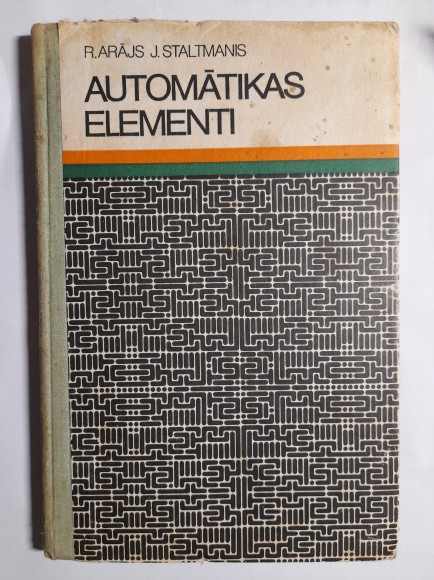 R.ARĀJS J.STALTMANIS
AUTOMĀTIKAS
ELEMENTI